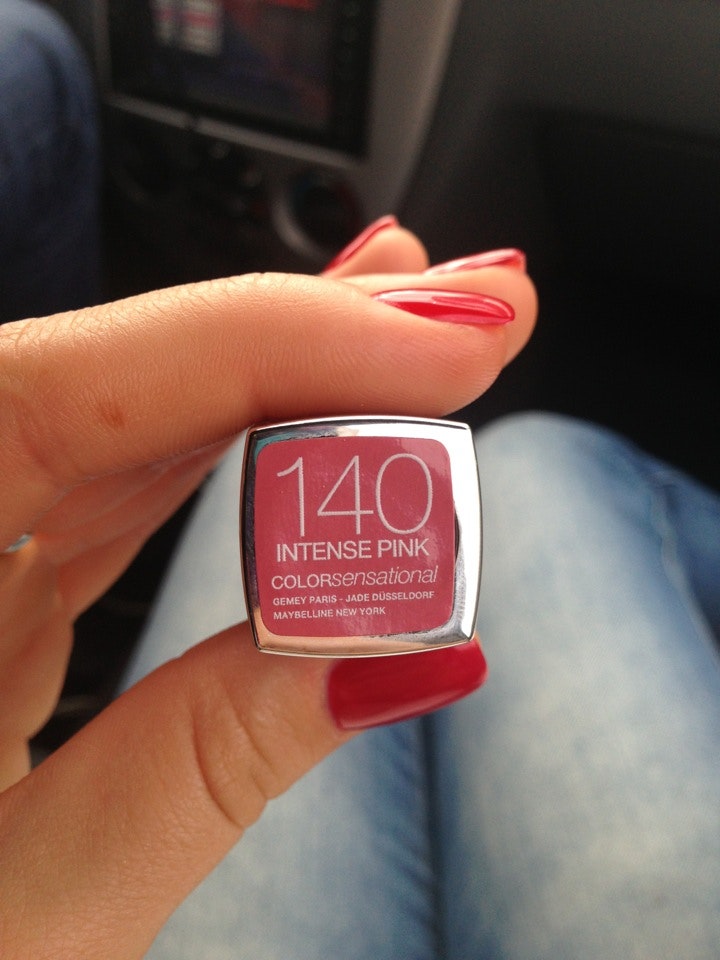 140
INTENSE PINK
COLORsensational
GEMEY PARIS - JADE DÜSSELDORF
MAYBELLINE NEW YORK